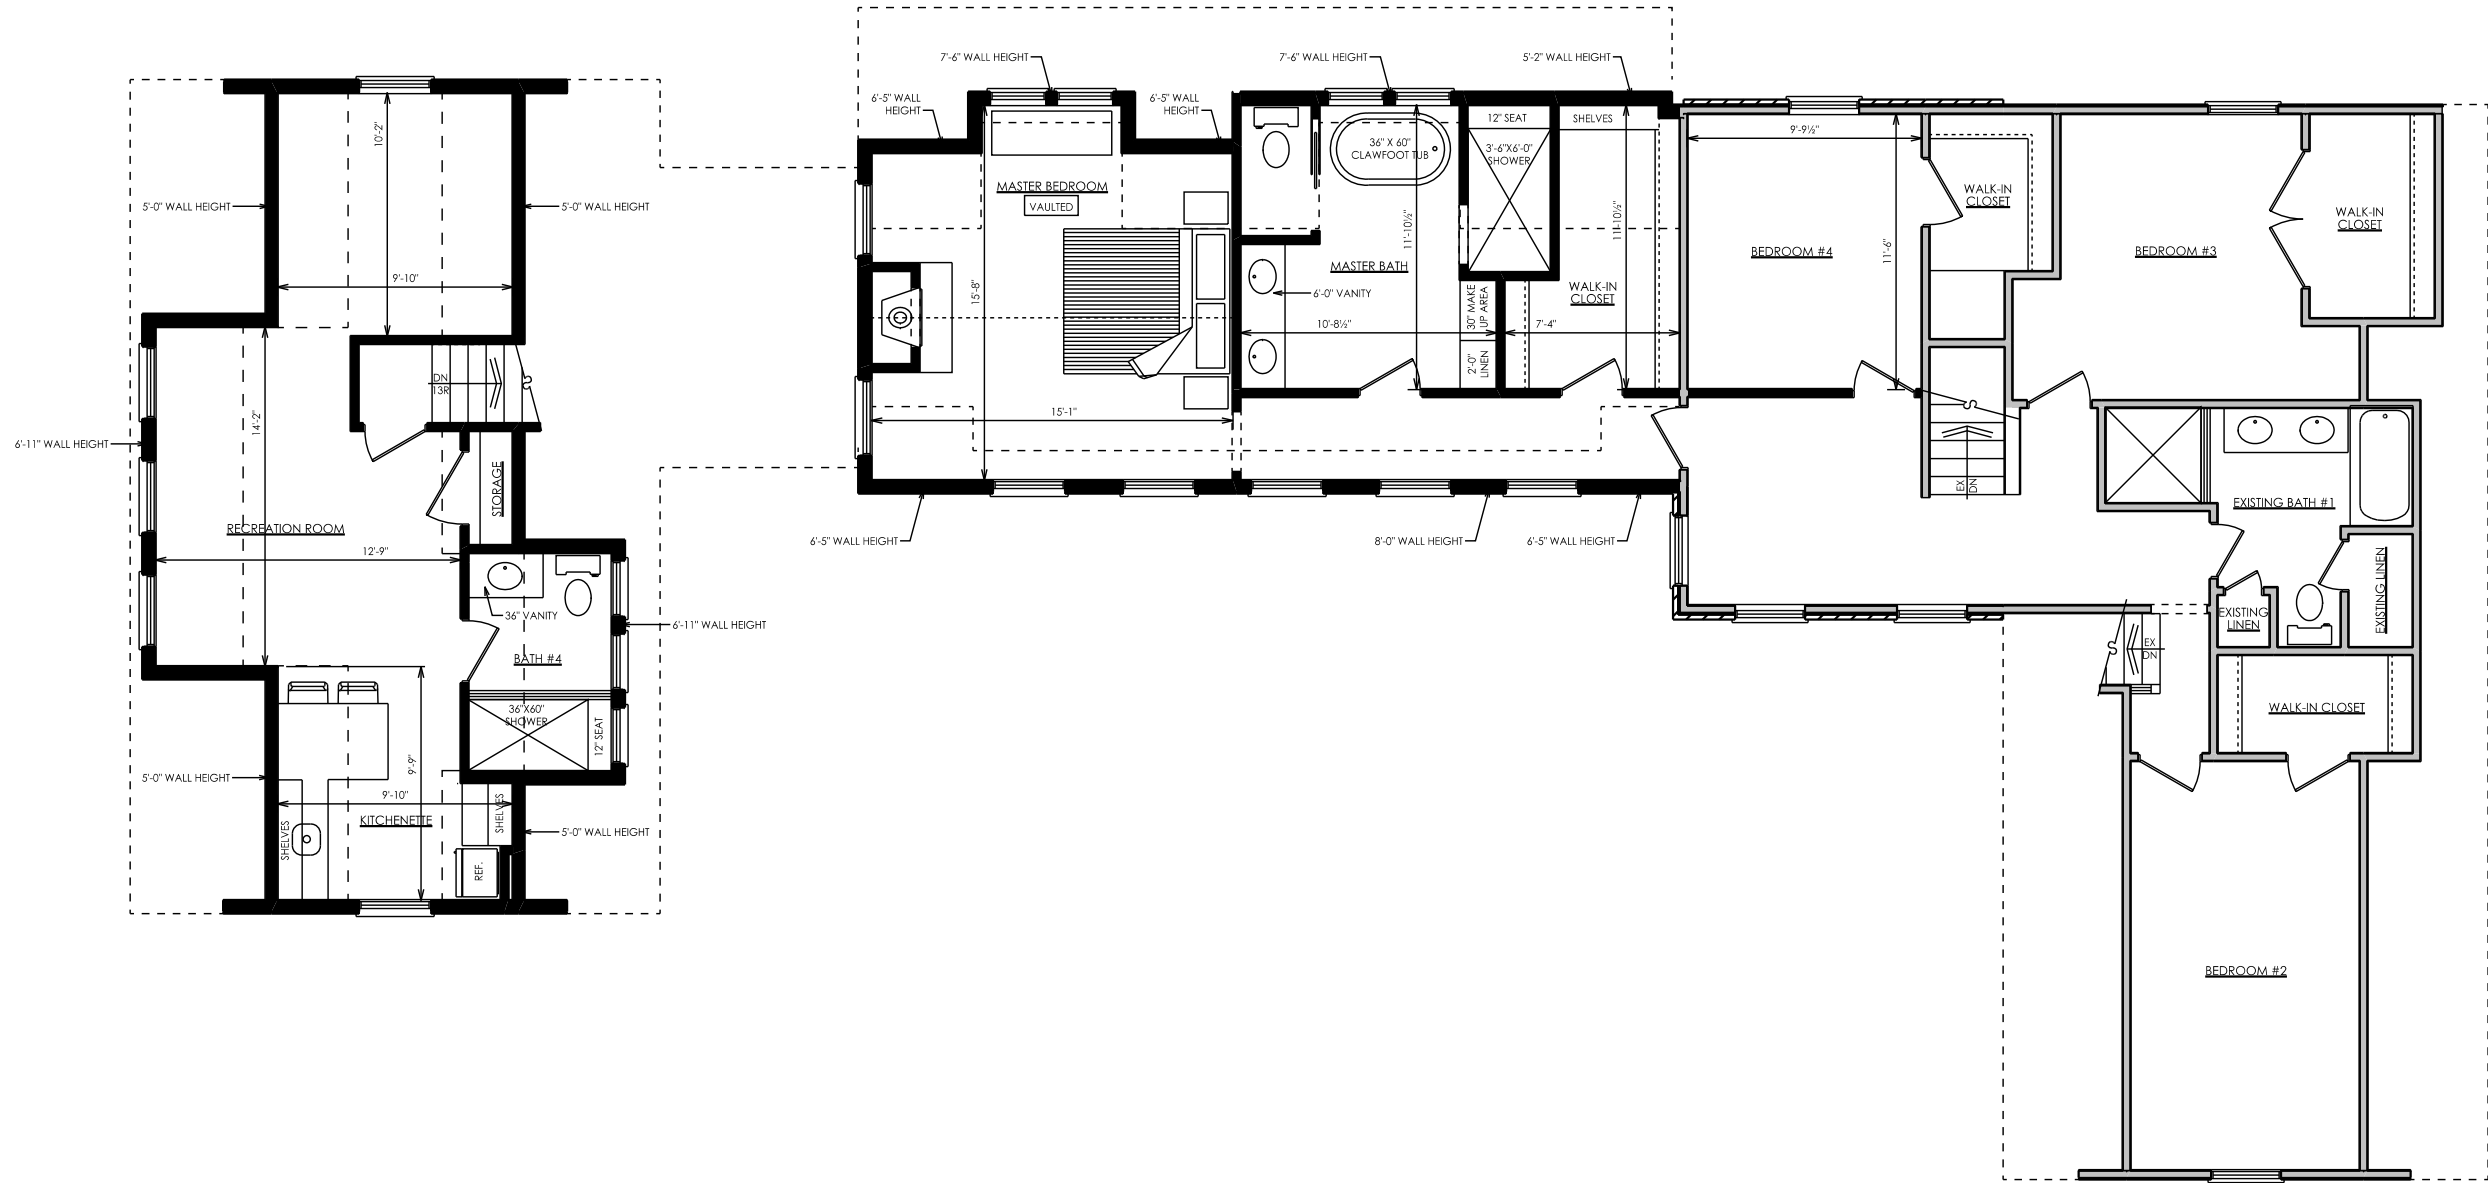 7'-6" WALL HEIGHT
7'-6" WALL HEIGHT
5'-2" WALL HEIGHT
6'-5" WALL
HEIGHT
6'-5" WALL
HEIGHT
10'-2"
5'-0" WALL HEIGHT
5'-0" WALL HEIGHT
9'-10"
DN
13R
14'-2"
6'-11" WALL HEIGHT
STORAGE
RECREATION ROOM
12'-9"
36" VANITY
6'-11" WALL HEIGHT
BATH #4
36"X60"
SHOWER
12" SEAT
9'-9"
5'-0" WALL HEIGHT
9'-10"
KITCHENETTE
SHELVES
SHELVES
5'-0" WALL HEIGHT
REF.
MASTER BEDROOM
VAULTED
15'-8"
15'-1"
36" X 60"
CLAWFOOT TUB
11'-10½"
MASTER BATH
6'-0" VANITY
10'-8½"
12" SEAT
3'-6"X6'-0"
SHOWER
30" MAKE
UP AREA
2'-0"
LINEN
SHELVES
11'-10½"
WALK-IN
CLOSET
7'-4"
6'-5" WALL HEIGHT
8'-0" WALL HEIGHT
6'-5" WALL HEIGHT
9'-9½"
BEDROOM #4
11'-6"
WALK-IN
CLOSET
BEDROOM #3
WALK-IN
CLOSET
EX
DN
EXISTING BATH #1
EXISTING LINEN
EXISTING
LINEN
EX
DN
WALK-IN CLOSET
BEDROOM #2